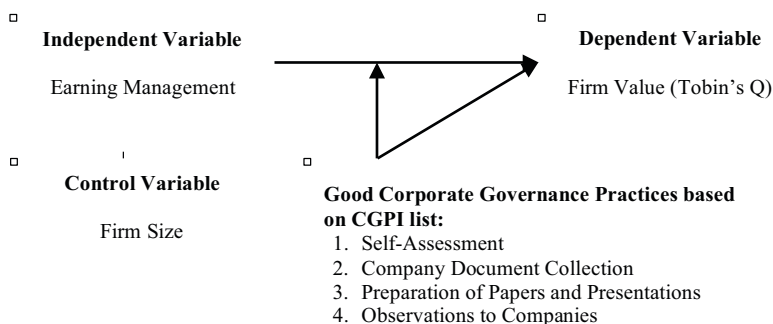 Independent Variable
Earning Management
Dependent Variable
Firm Value (Tobin's Q)
Control Variable
Firm Size
Good Corporate Governance Practices based
on CGPI list:
1. Self-Assessment
2. Company Document Collection
3. Preparation of Papers and Presentations
4. Observations to Companies